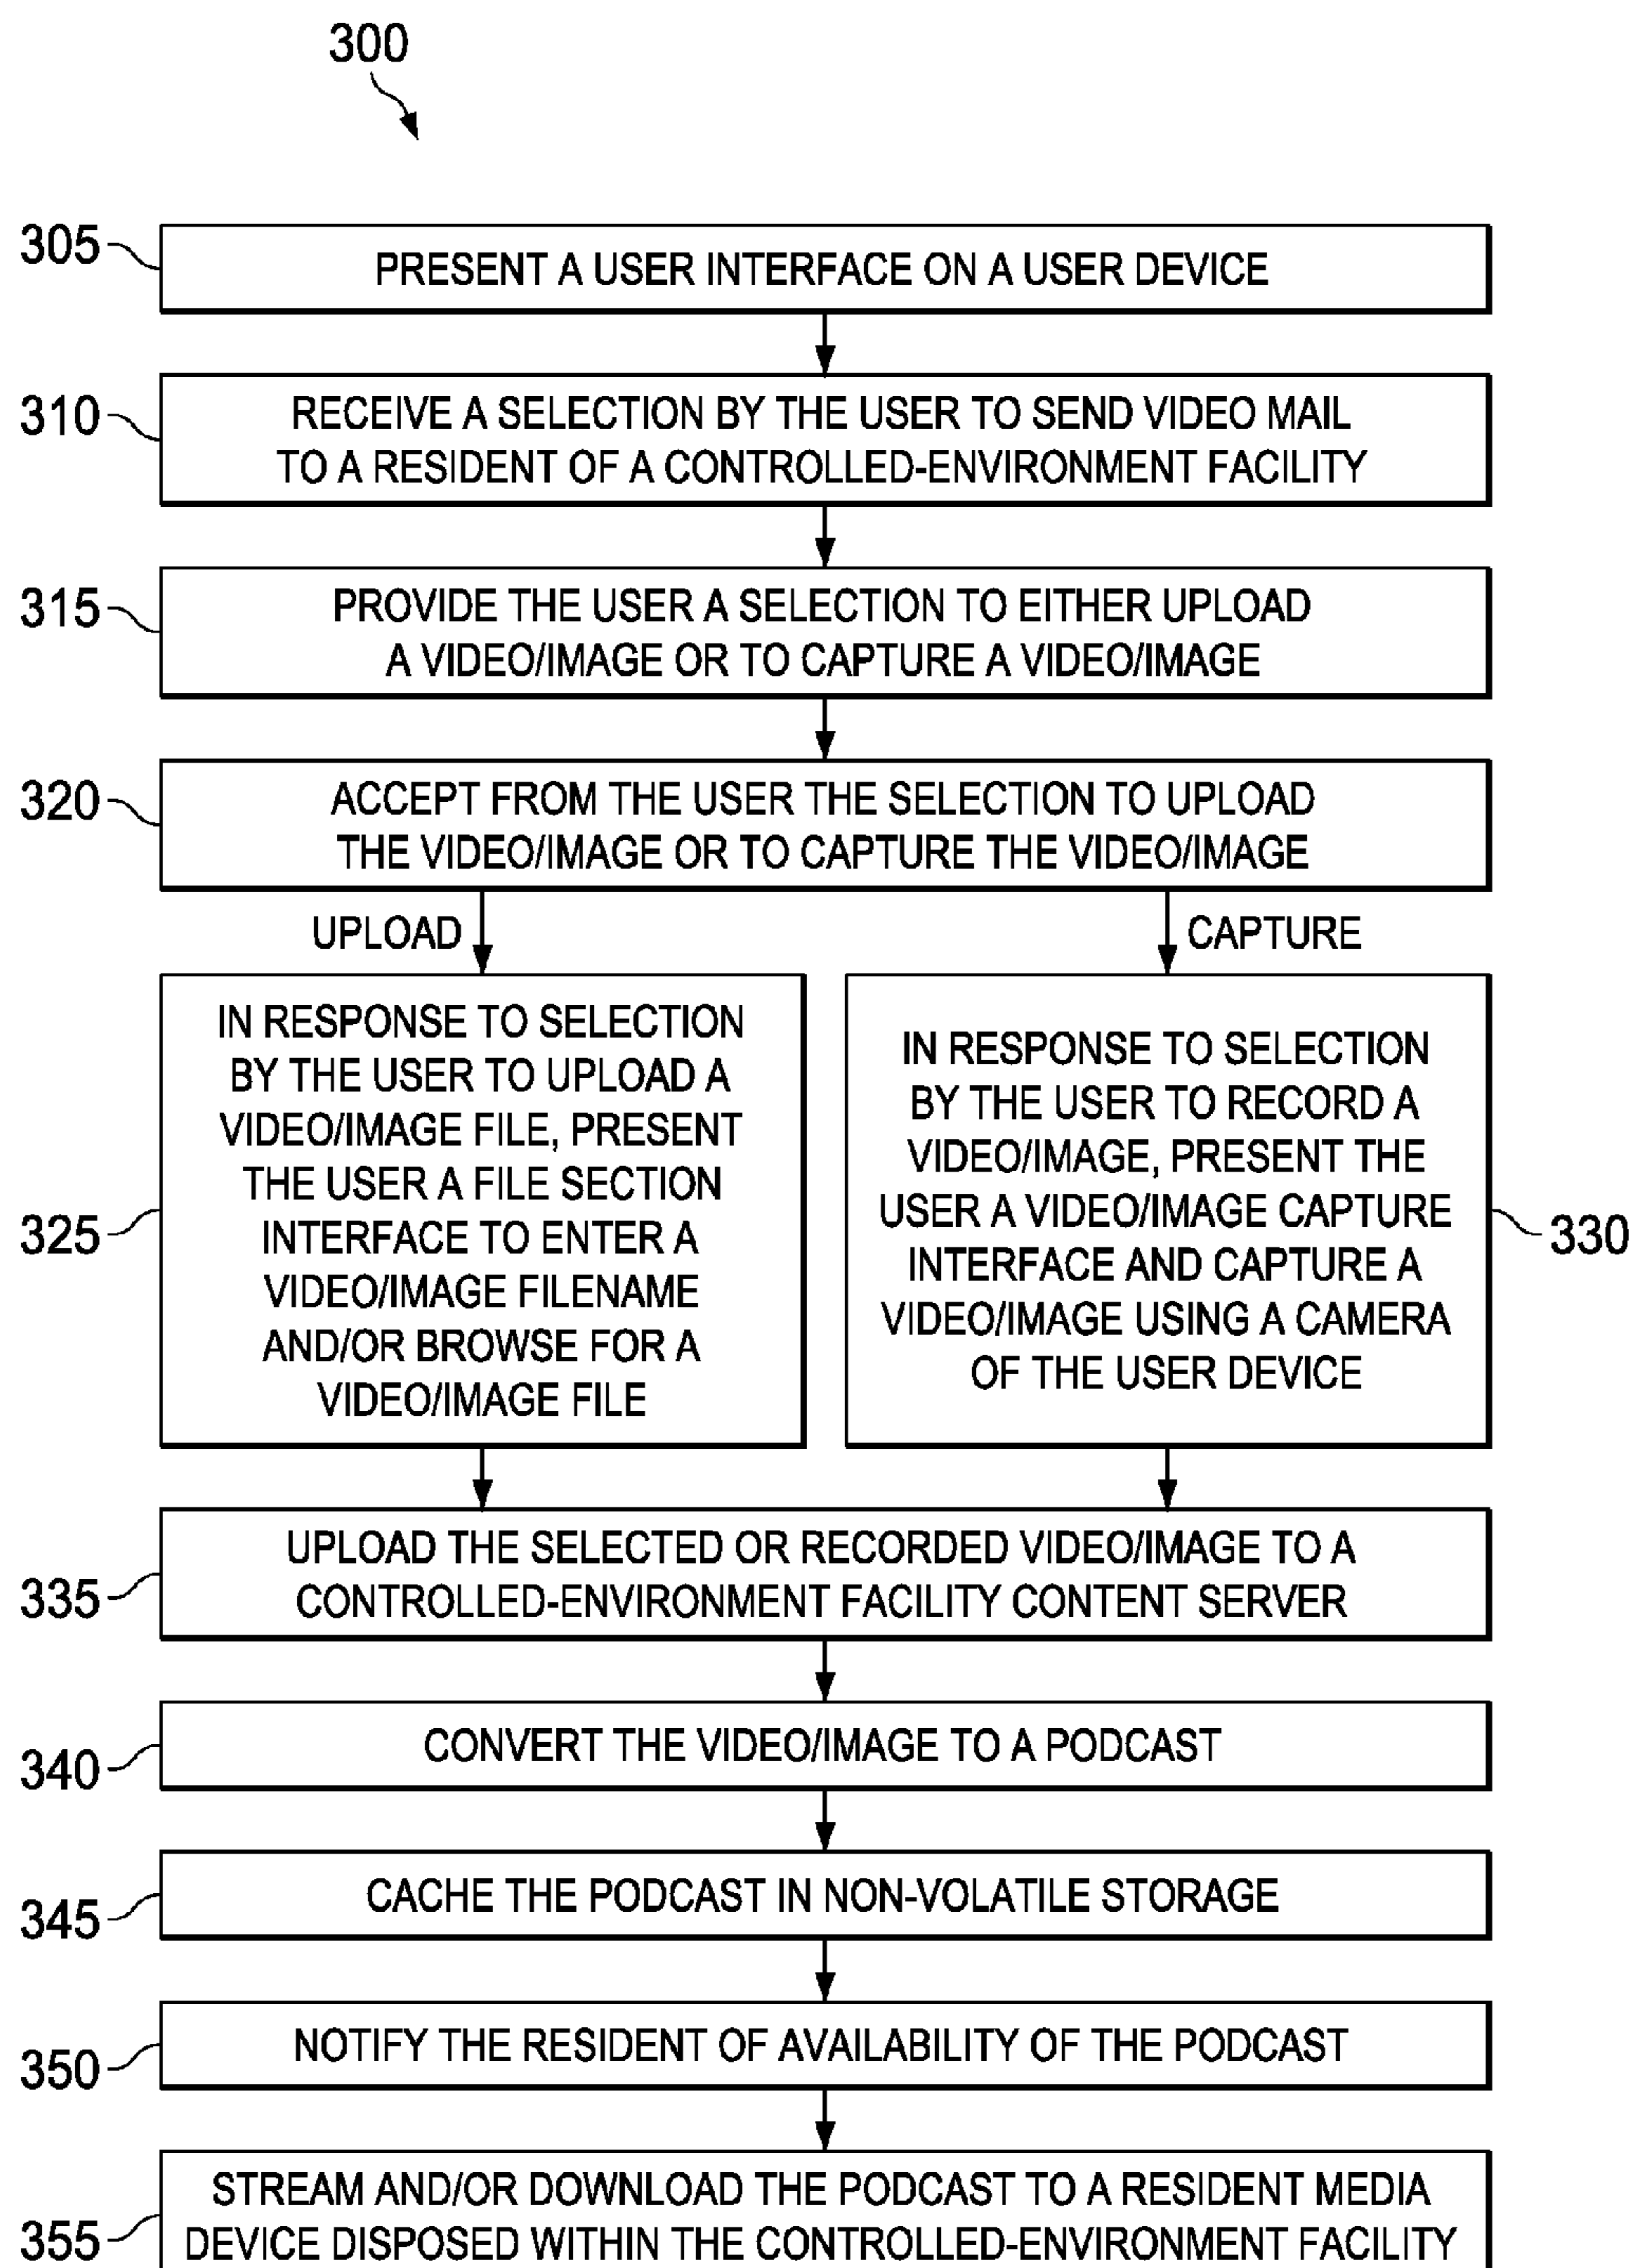 300
305
PRESENT A USER INTERFACE ON A USER DEVICE
310
RECEIVE A SELECTION BY THE USER TO SEND VIDEO MAIL
TO A RESIDENT OF A CONTROLLED-ENVIRONMENT FACILITY
315
PROVIDE THE USER A SELECTION TO EITHER UPLOAD
A VIDEO/IMAGE OR TO CAPTURE A VIDEO/IMAGE
320
ACCEPT FROM THE USER THE SELECTION TO UPLOAD
THE VIDEO/IMAGE OR TO CAPTURE THE VIDEO/IMAGE
UPLOAD
CAPTURE
325
IN RESPONSE TO SELECTION
BY THE USER TO UPLOAD A
VIDEO/IMAGE FILE, PRESENT
THE USER A FILE SECTION
INTERFACE TO ENTER A
VIDEO/IMAGE FILENAME
AND/OR BROWSE FOR A
VIDEO/IMAGE FILE
IN RESPONSE TO SELECTION
BY THE USER TO RECORD A
VIDEO/IMAGE, PRESENT THE
USER A VIDEO/IMAGE CAPTURE
INTERFACE AND CAPTURE A
VIDEO/IMAGE USING A CAMERA
OF THE USER DEVICE
330
335
UPLOAD THE SELECTED OR RECORDED VIDEO/IMAGE TO A
CONTROLLED-ENVIRONMENT FACILITY CONTENT SERVER
340
CONVERT THE VIDEO/IMAGE TO A PODCAST
345
CACHE THE PODCAST IN NON-VOLATILE STORAGE
350
NOTIFY THE RESIDENT OF AVAILABILITY OF THE PODCAST
355
STREAM AND/OR DOWNLOAD THE PODCAST TO A RESIDENT MEDIA
DEVICE DISPOSED WITHIN THE CONTROLLED-ENVIRONMENT FACILITY